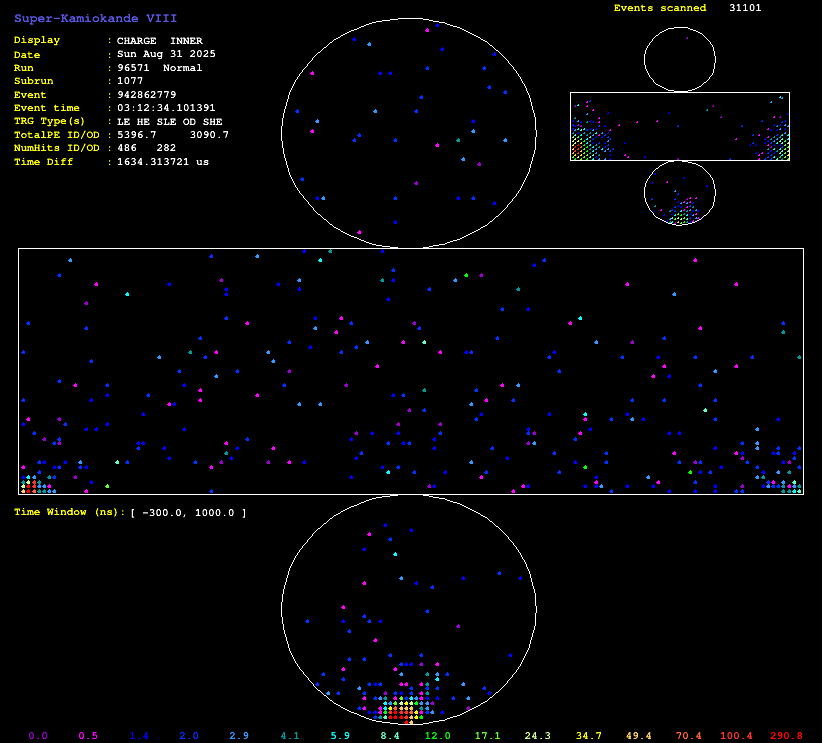 Super-Kamiokande VIII
Events scanned 31101
Display : CHARGE INNER
Date : Sun Aug 31 2025
Run : 96571 Normal
Subrun : 1077
Event : 942862779
Event time : 03:12:34.101391
TRG Type(s) : LE HE SLE OD SHE
TotalPE ID/OD : 5396.7 3090.7
NumHits ID/OD : 486 282
Time Diff : 1634.313721 us
Time Window (ns): [ -300.0, 1000.0 ]
0.0 0.5 1.4 2.0 2.9 4.1 5.9 8.4 12.0 17.1 24.3 34.7 49.4 70.4 100.4 290.8